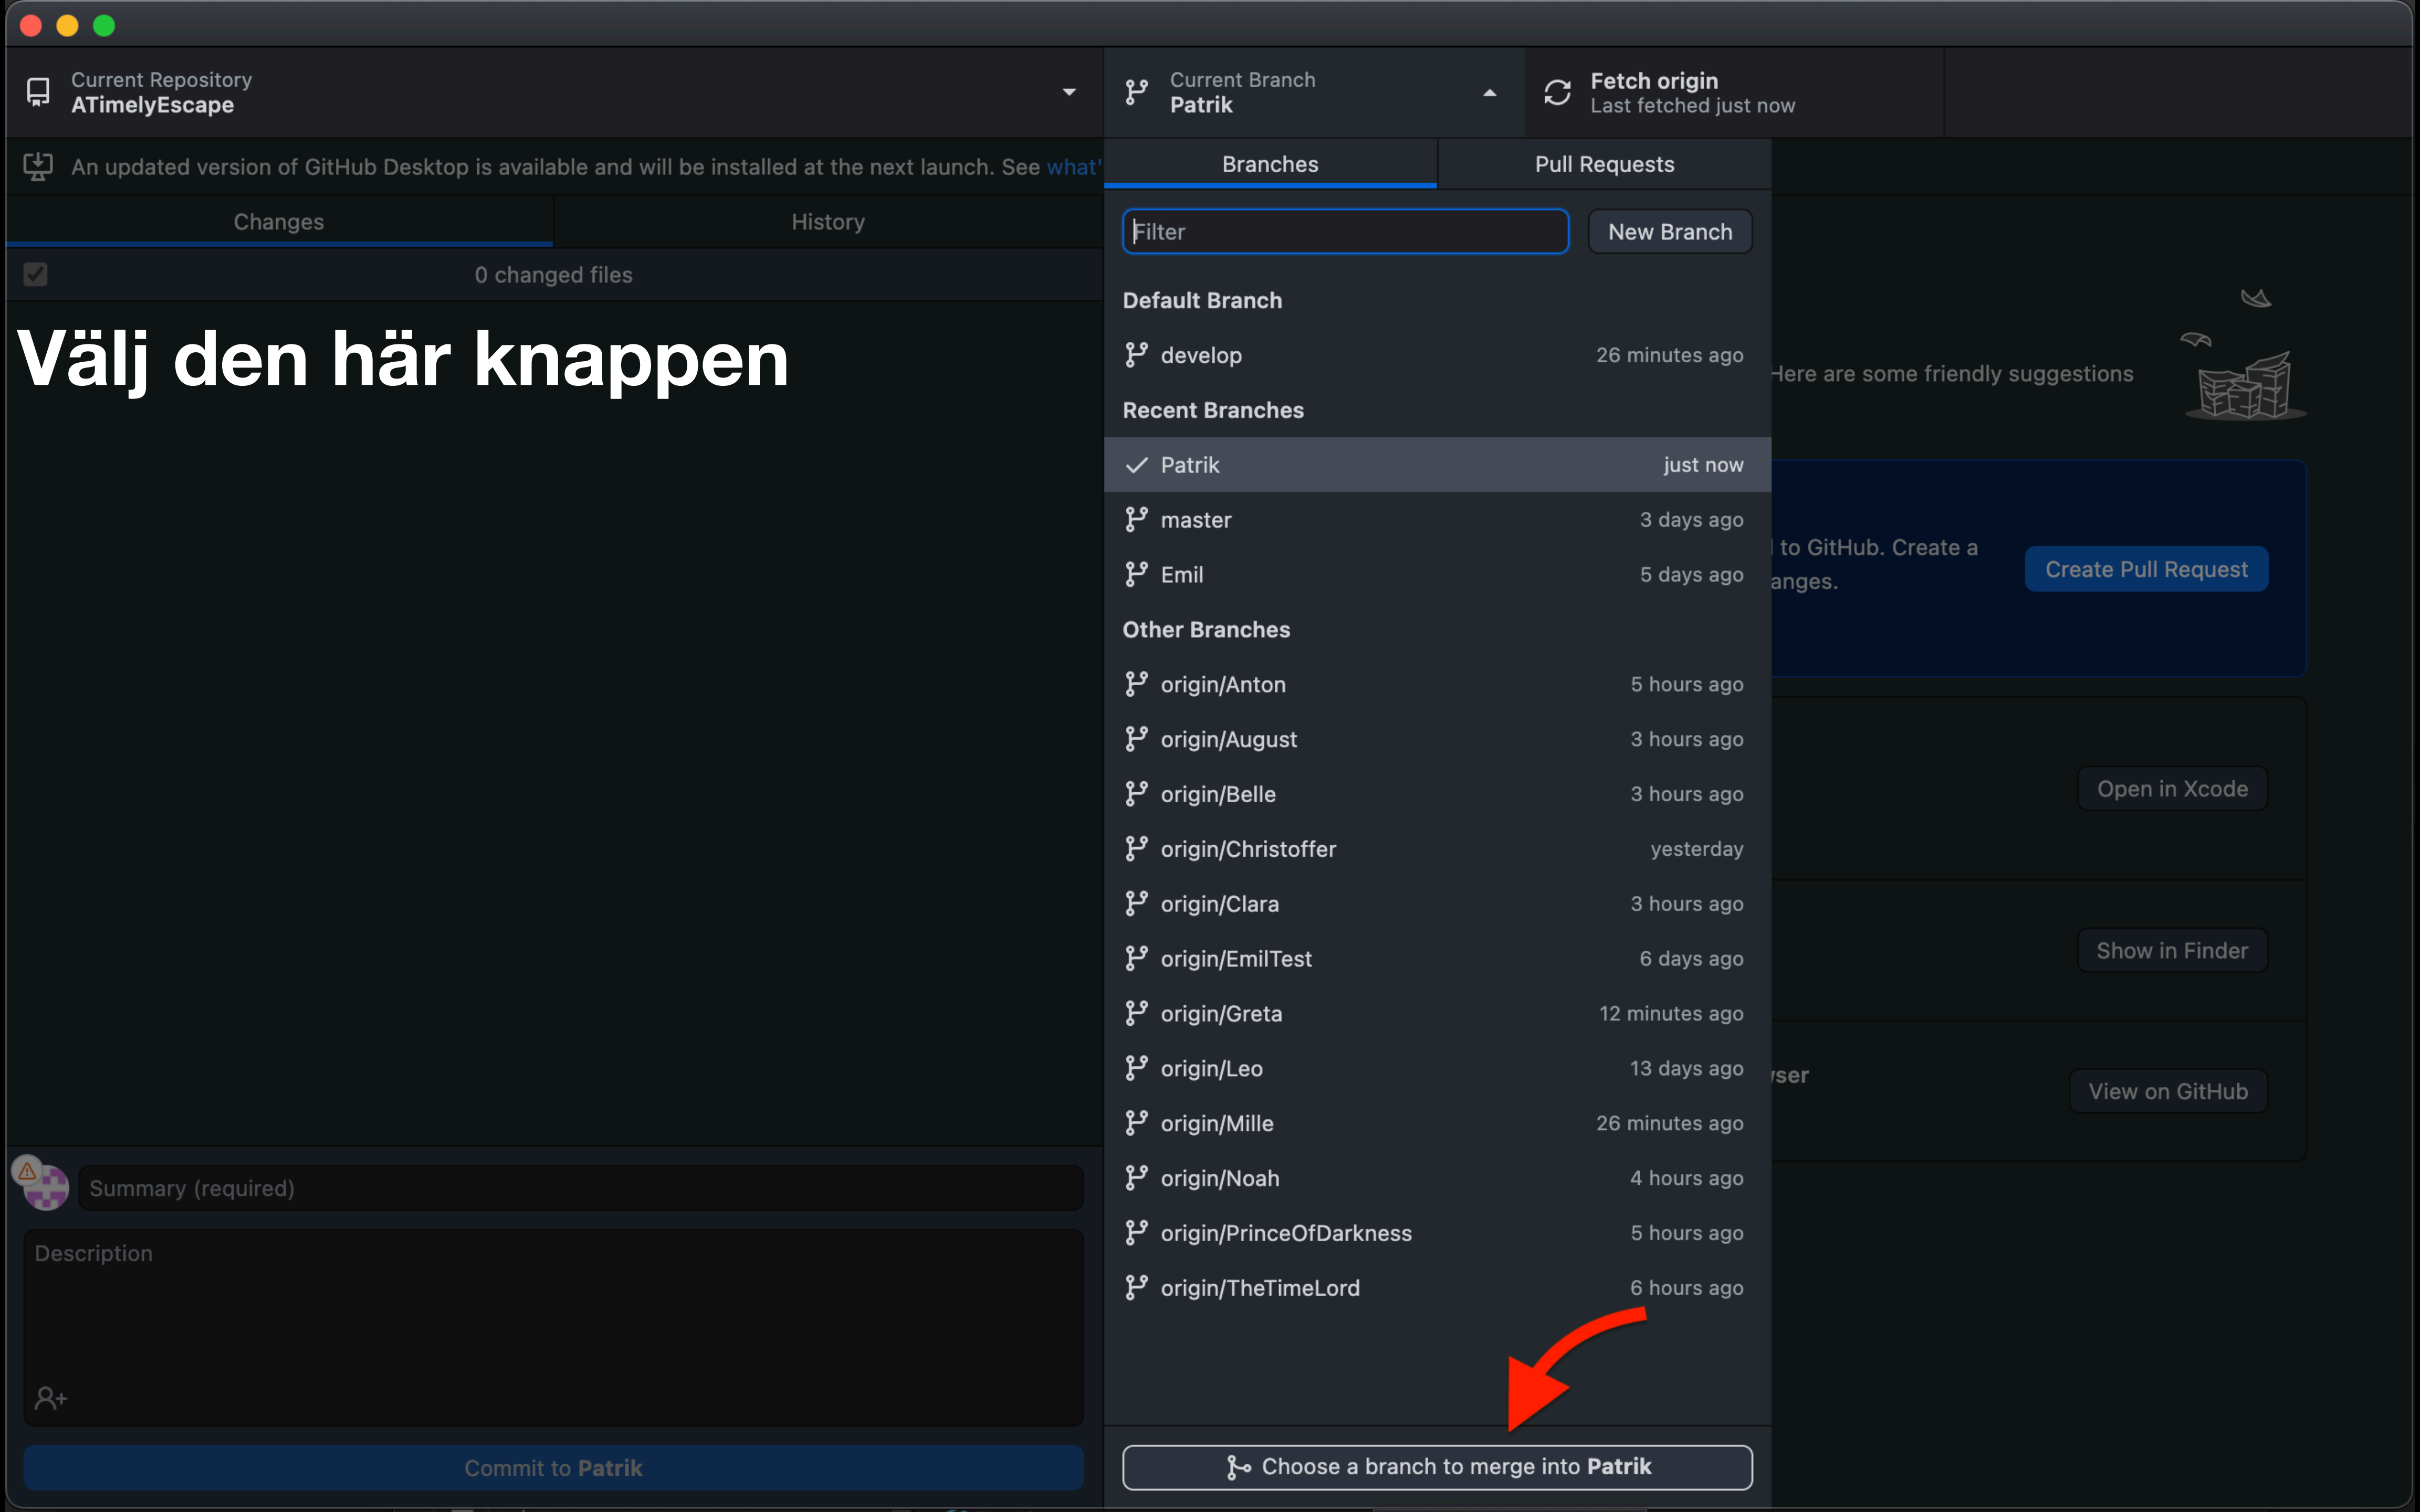 Current Repository
ATimelyEscape
Current Branch
Patrik
Fetch origin
Last fetched just now
An updated version of GitHub Desktop is available and will be installed at the next launch. See what'
Changes
History
0 changed files
Välj den här knappen
Summary (required)
Description
Commit to Patrik
Branches
Pull Requests
Filter
New Branch
Default Branch
develop 26 minutes ago
Recent Branches
Patrik just now
master 3 days ago
Emil 5 days ago
Other Branches
origin/Anton 5 hours ago
origin/August 3 hours ago
origin/Belle 3 hours ago
origin/Christoffer yesterday
origin/Clara 3 hours ago
origin/EmilTest 6 days ago
origin/Greta 12 minutes ago
origin/Leo 13 days ago
origin/Mille 26 minutes ago
origin/Noah 4 hours ago
origin/PrinceOfDarkness 5 hours ago
origin/TheTimeLord 6 hours ago
Choose a branch to merge into Patrik
Here are some friendly suggestions
to GitHub. Create a
anges.
Create Pull Request
Open in Xcode
Show in Finder
wser
View on GitHub